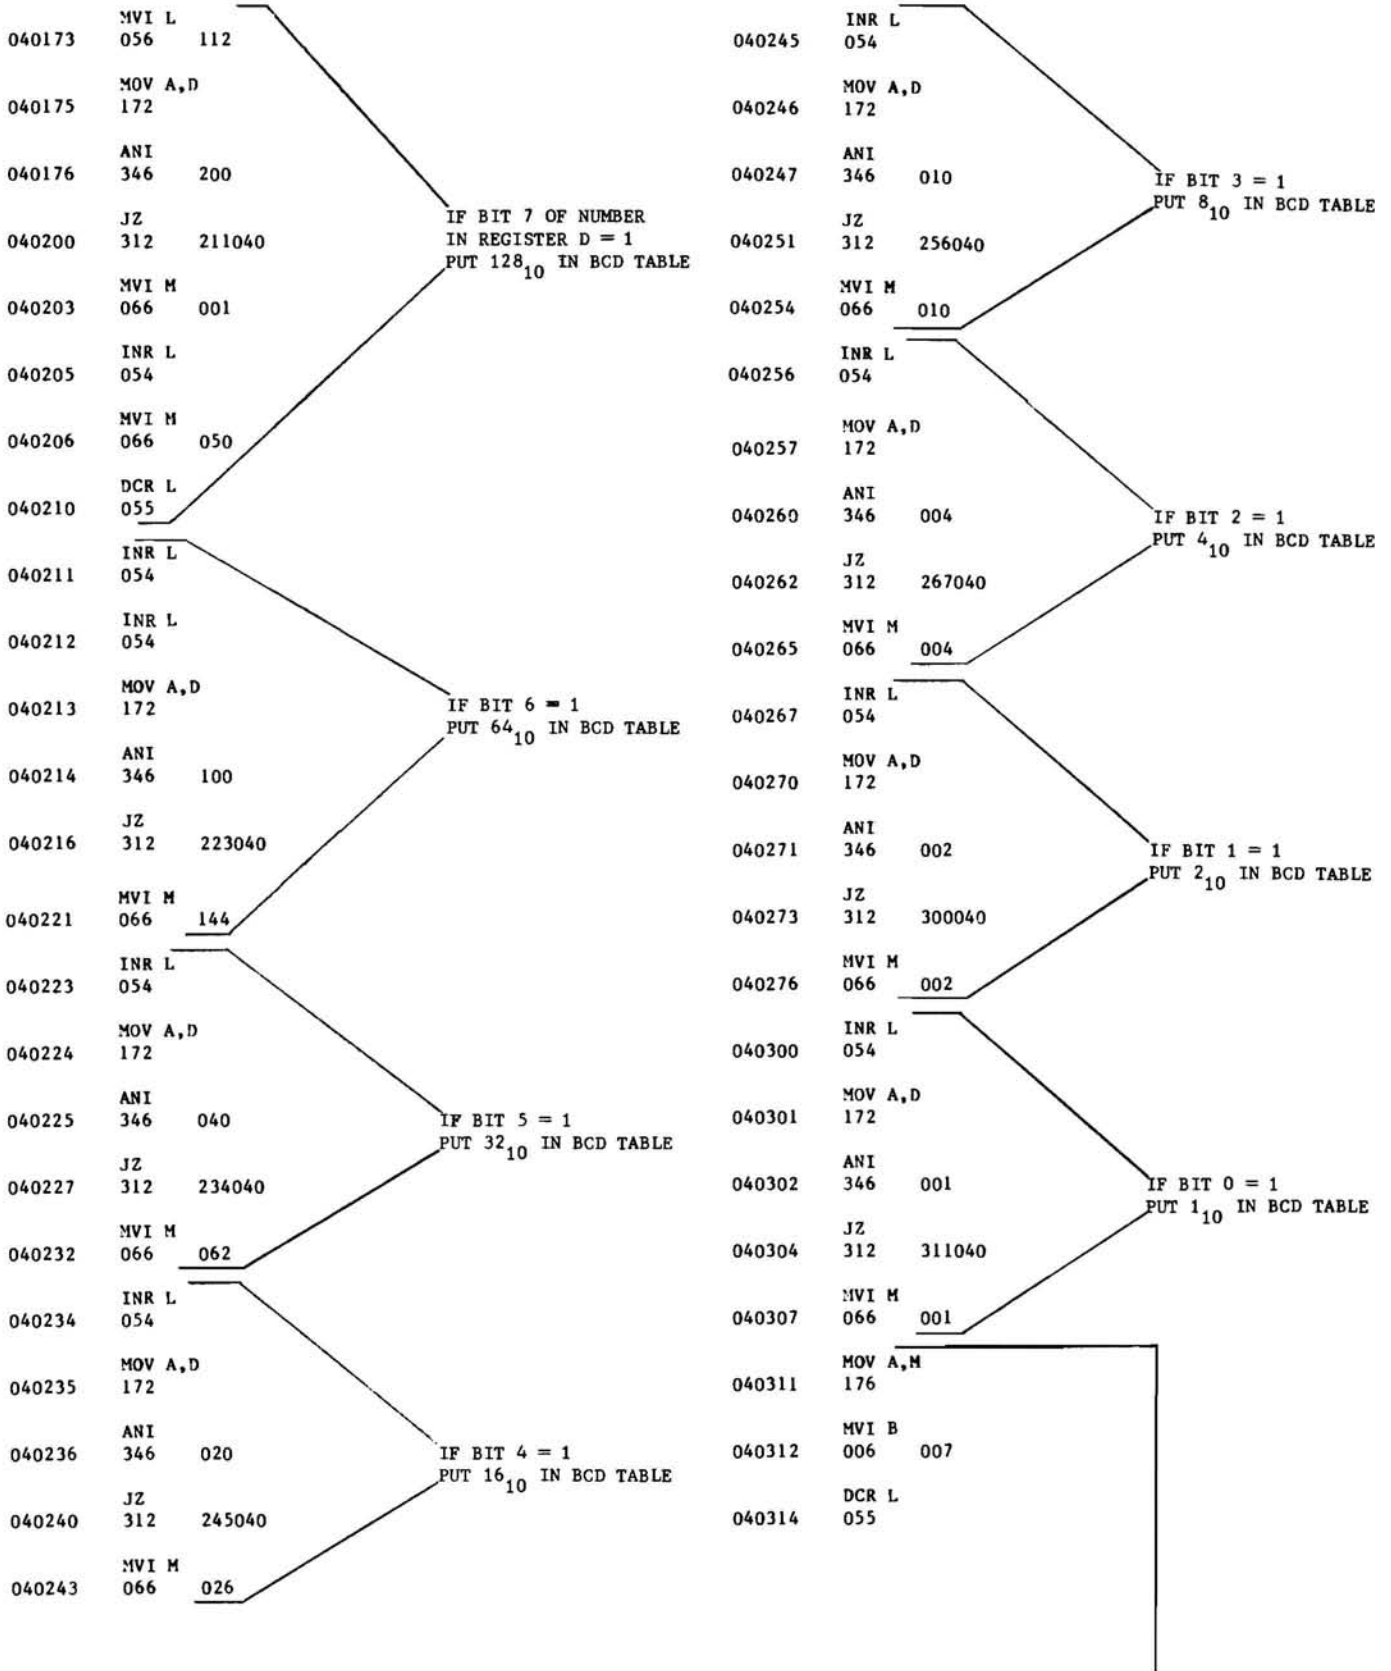 MVI L
040173 056 112
MOV A,D
040175 172
ANI
040176 346 200
JZ
040200 312 211040
MVI M
040203 066 001
INR L
040205 054
MVI M
040206 066 050
DCR L
040210 055
IF BIT 7 OF NUMBER
IN REGISTER D = 1
PUT 128₁₀ IN BCD TABLE
INR L
040211 054
INR L
040212 054
MOV A,D
040213 172
ANI
040214 346 100
JZ
040216 312 223040
MVI M
040221 066 144
IF BIT 6 = 1
PUT 64₁₀ IN BCD TABLE
INR L
040223 054
MOV A,D
040224 172
ANI
040225 346 040
JZ
040227 312 234040
MVI M
040232 066 062
IF BIT 5 = 1
PUT 32₁₀ IN BCD TABLE
INR L
040234 054
MOV A,D
040235 172
ANI
040236 346 020
JZ
040240 312 245040
MVI M
040243 066 026
IF BIT 4 = 1
PUT 16₁₀ IN BCD TABLE
INR L
040245 054
MOV A,D
040246 172
ANI
040247 346 010
JZ
040251 312 256040
MVI M
040254 066 010
IF BIT 3 = 1
PUT 8₁₀ IN BCD TABLE
INR L
040256 054
MOV A,D
040257 172
ANI
040260 346 004
JZ
040262 312 267040
MVI M
040265 066 004
IF BIT 2 = 1
PUT 4₁₀ IN BCD TABLE
INR L
040267 054
MOV A,D
040270 172
ANI
040271 346 002
JZ
040273 312 300040
MVI M
040276 066 002
IF BIT 1 = 1
PUT 2₁₀ IN BCD TABLE
INR L
040300 054
MOV A,D
040301 172
ANI
040302 346 001
JZ
040304 312 311040
MVI M
040307 066 001
IF BIT 0 = 1
PUT 1₁₀ IN BCD TABLE
MOV A,M
040311 176
MVI B
040312 006 007
DCR L
040314 055